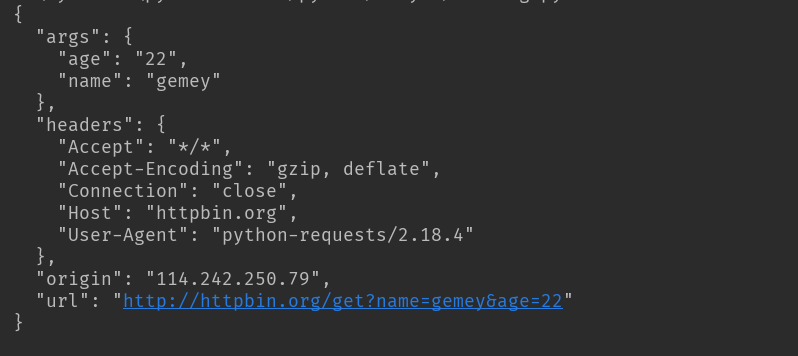 {
  "args": {
    "age": "22",
    "name": "gemey"
  },
  "headers": {
    "Accept": "*/*",
    "Accept-Encoding": "gzip, deflate",
    "Connection": "close",
    "Host": "httpbin.org",
    "User-Agent": "python-requests/2.18.4"
  },
  "origin": "114.242.250.79",
  "url": "http://httpbin.org/get?name=gemey&age=22"
}